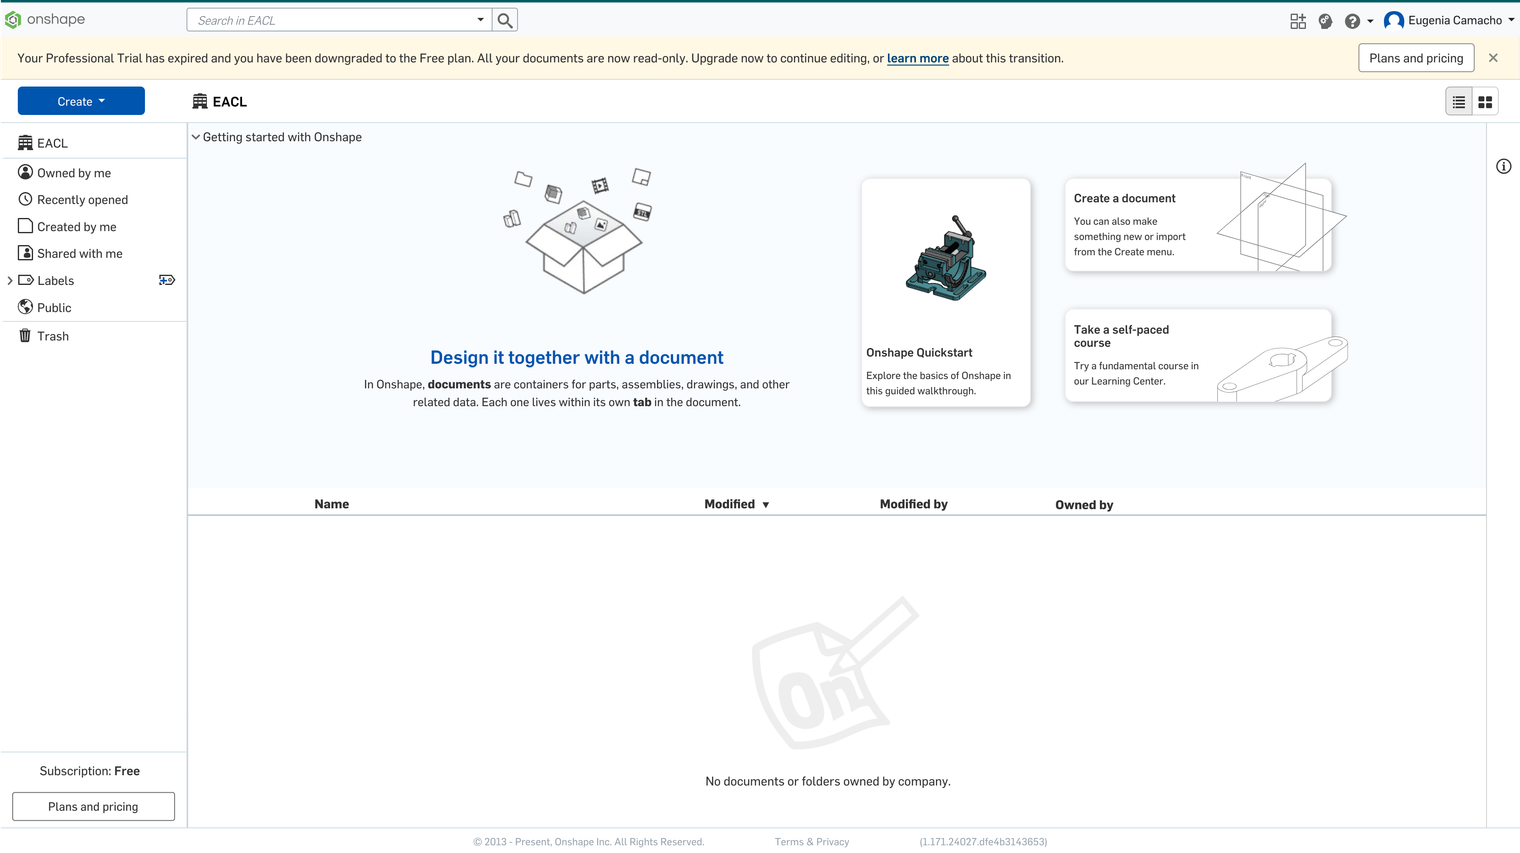 onshape
Search in EACL
Eugenia Camacho
Your Professional Trial has expired and you have been downgraded to the Free plan. All your documents are now read-only. Upgrade now to continue editing, or learn more about this transition.
Plans and pricing
Create
EACL
EACL
Owned by me
Recently opened
Created by me
Shared with me
Labels
Public
Trash
Getting started with Onshape
STL
Design it together with a document
In Onshape, documents are containers for parts, assemblies, drawings, and other
related data. Each one lives within its own tab in the document.
Onshape Quickstart
Explore the basics of Onshape in
this guided walkthrough.
Create a document
You can also make
something new or import
from the Create menu.
Take a self-paced
course
Try a fundamental course in
our Learning Center.
Name
Modified
Modified by
Owned by
On
No documents or folders owned by company.
Subscription: Free
Plans and pricing
© 2013 - Present, Onshape Inc. All Rights Reserved.
Terms & Privacy
(1.171.24027.dfe4b3143653)